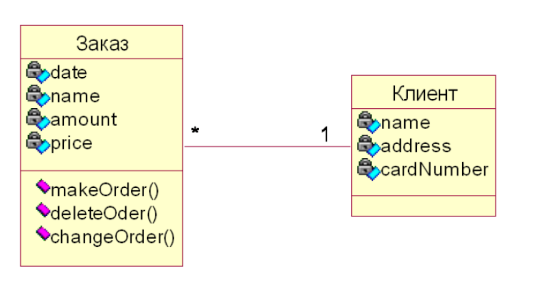 Заказ
date
name
amount
price
makeOrder()
deleteOder()
changeOrder()
*
1
Клиент
name
address
cardNumber